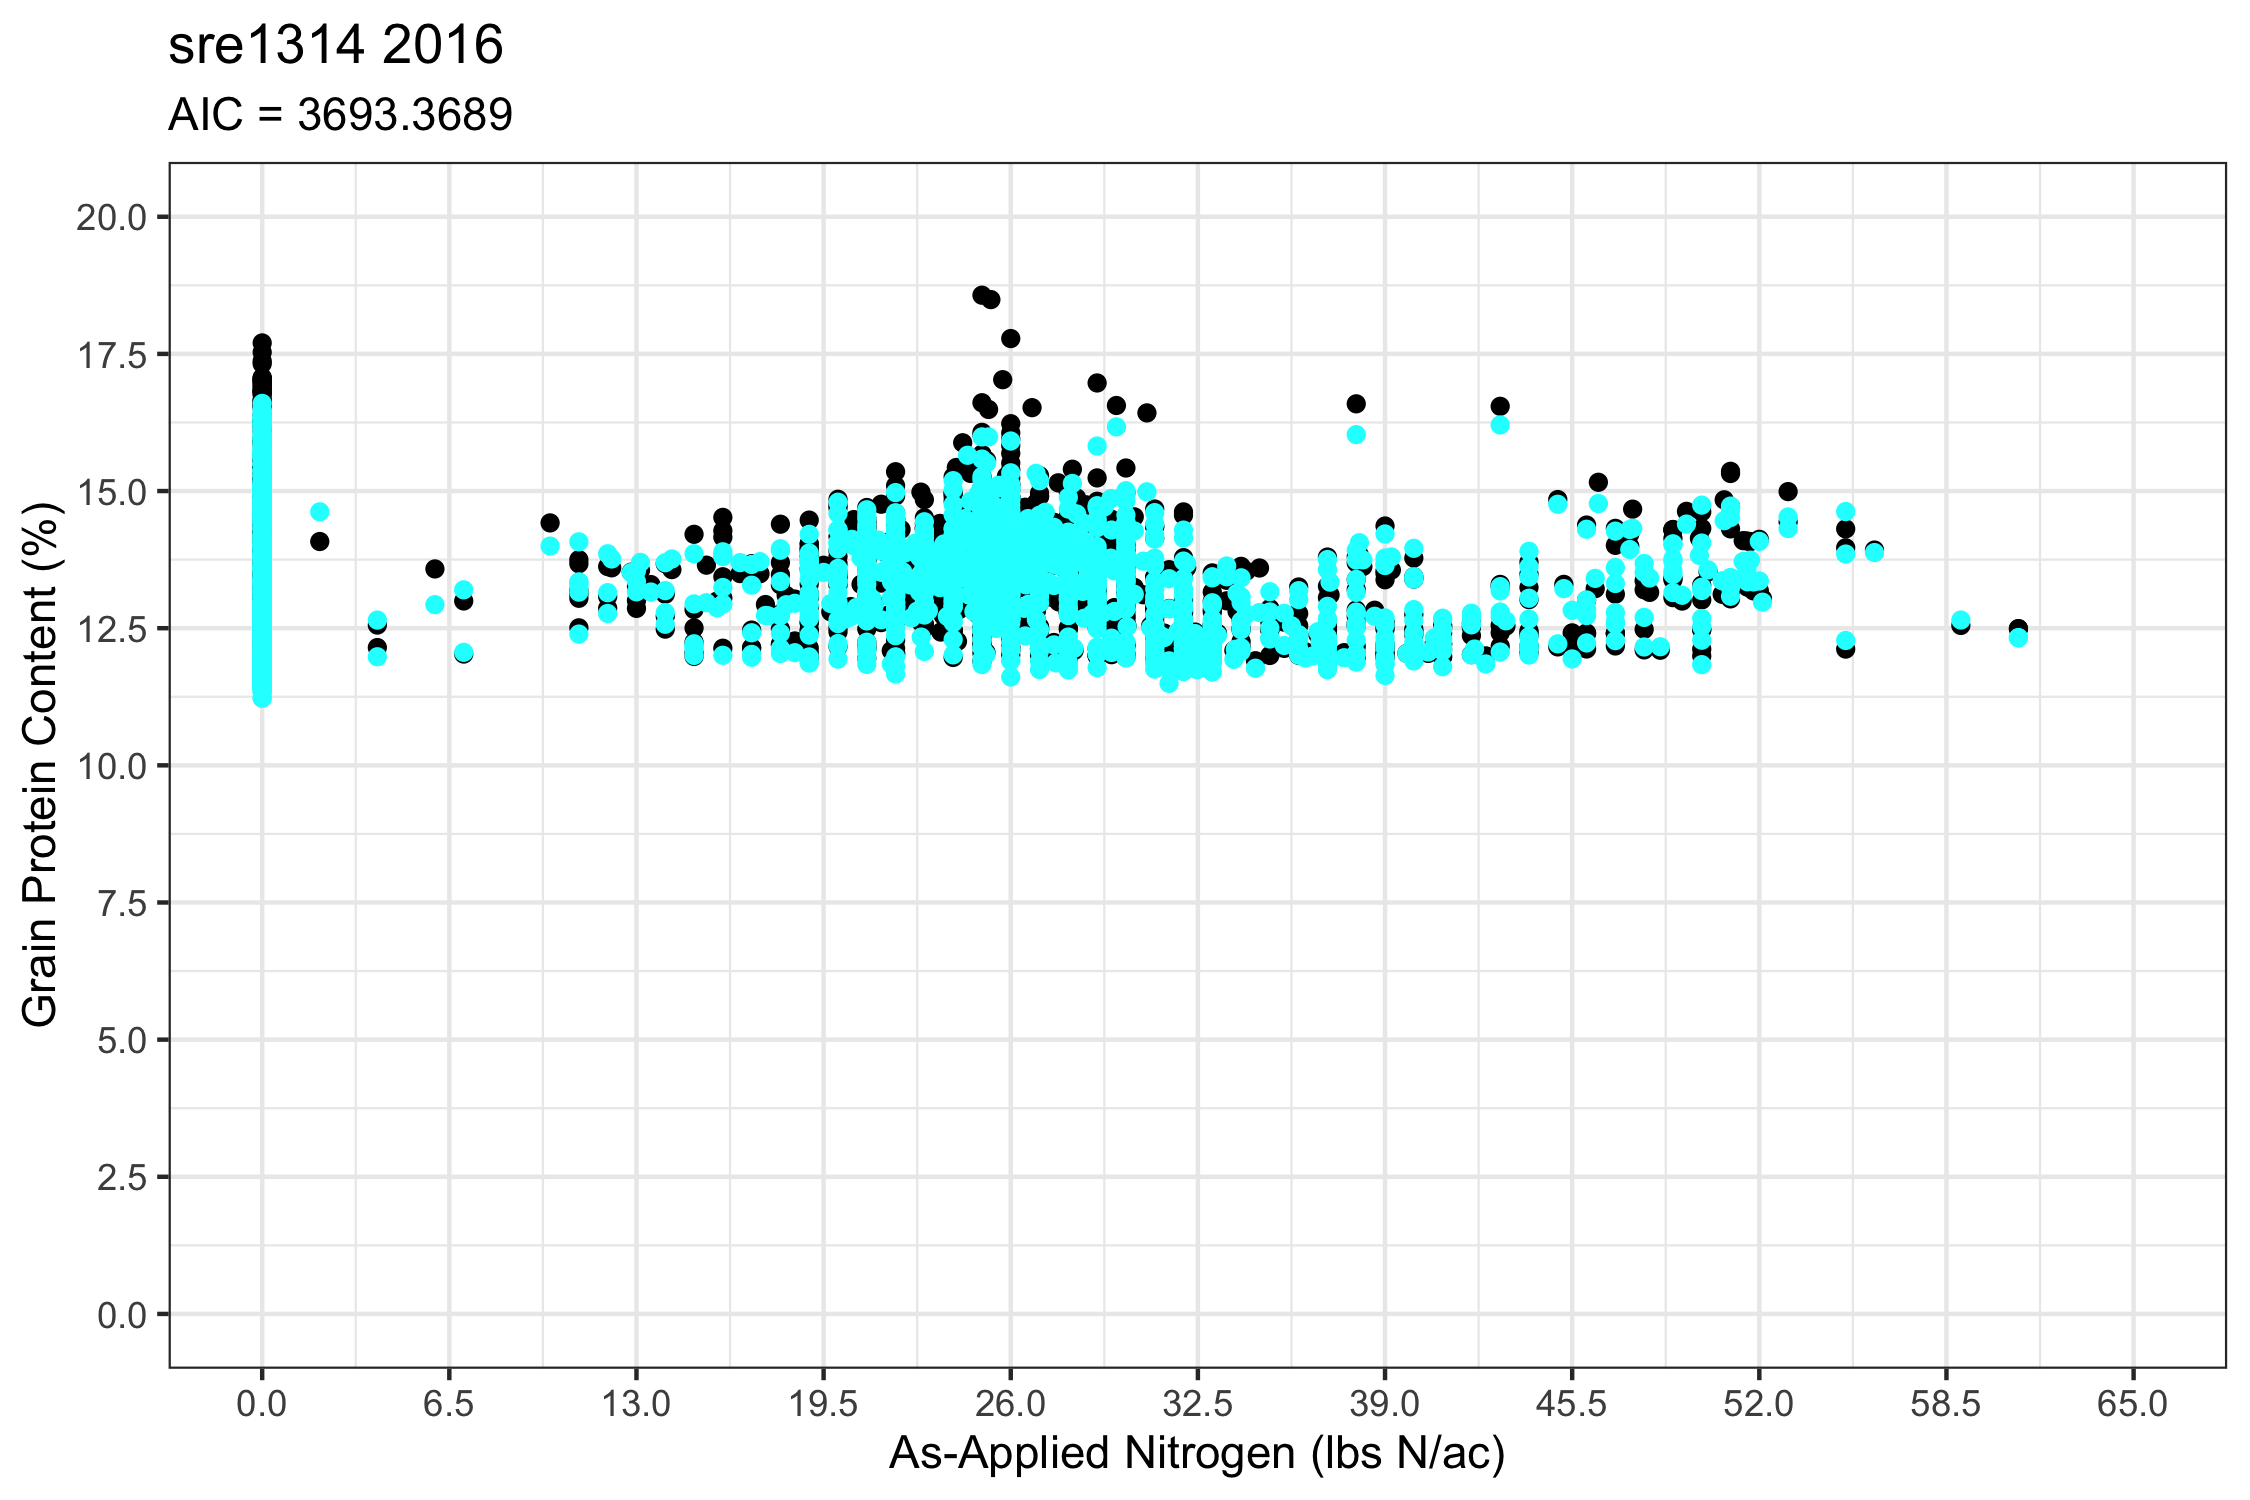 sre1314 2016
AIC = 3693.3689
20.0
17.5
15.0
12.5
10.0
7.5
5.0
2.5
0.0
Grain Protein Content (%)
0.0 6.5 13.0 19.5 26.0 32.5 39.0 45.5 52.0 58.5 65.0
As-Applied Nitrogen (lbs N/ac)